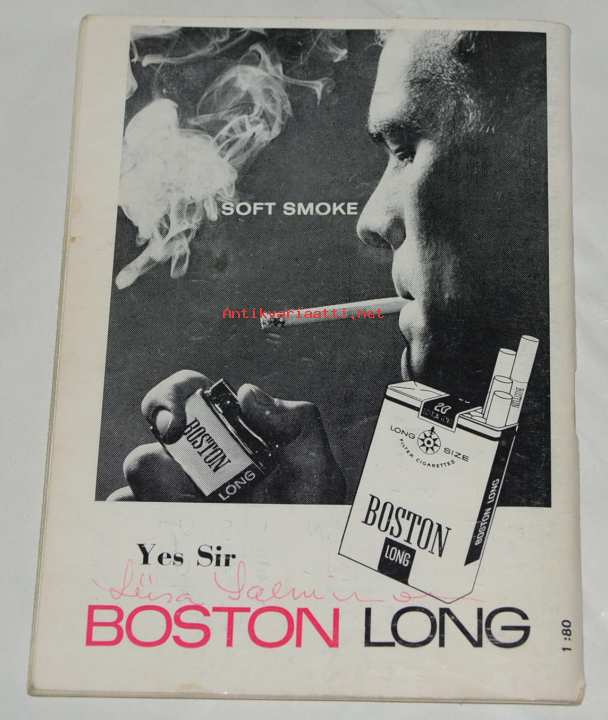 SOFT SMOKE
Antikvariaatti.net
BOSTON
LONG
20
LONG SIZE
FILTER CIGARETTES
BOSTON
LONG
BOSTON LONG
Yes Sir
BOSTON LONG
1:80